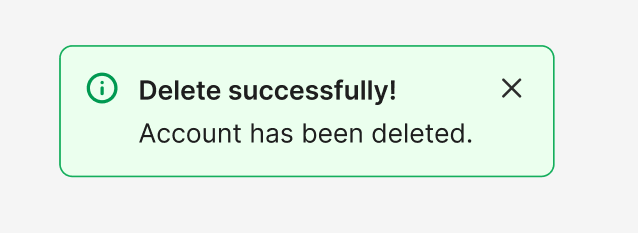 Delete successfully!
Account has been deleted.